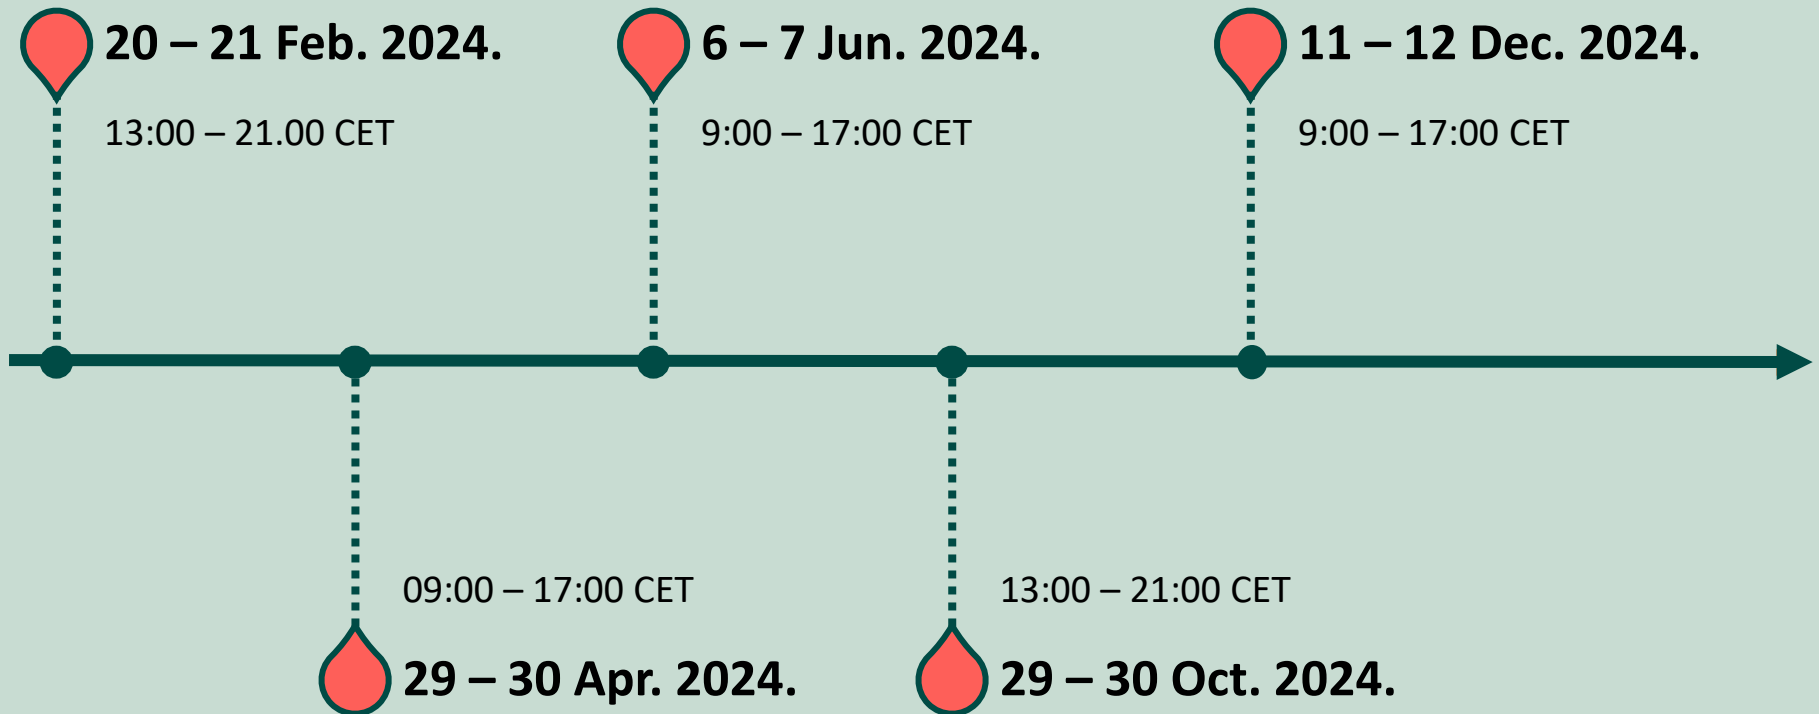 20 – 21 Feb. 2024.
13:00 – 21.00 CET
6 – 7 Jun. 2024.
9:00 – 17:00 CET
11 – 12 Dec. 2024.
9:00 – 17:00 CET
09:00 – 17:00 CET
29 – 30 Apr. 2024.
13:00 – 21:00 CET
29 – 30 Oct. 2024.